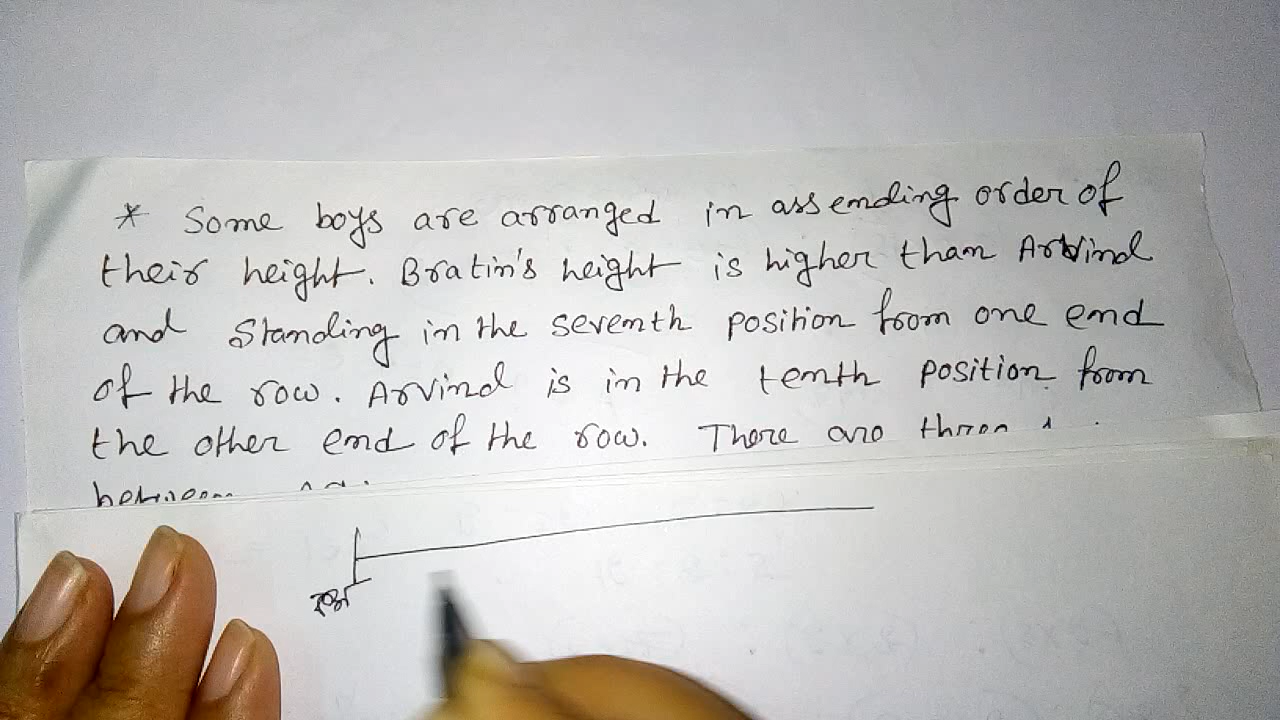 * Some boys are arranged in assending order of
their height. Bratin's height is higher than Arvind
and standing in the seventh position from one end
of the row. Arvind is in the tenth position from
the other end of the row. There are